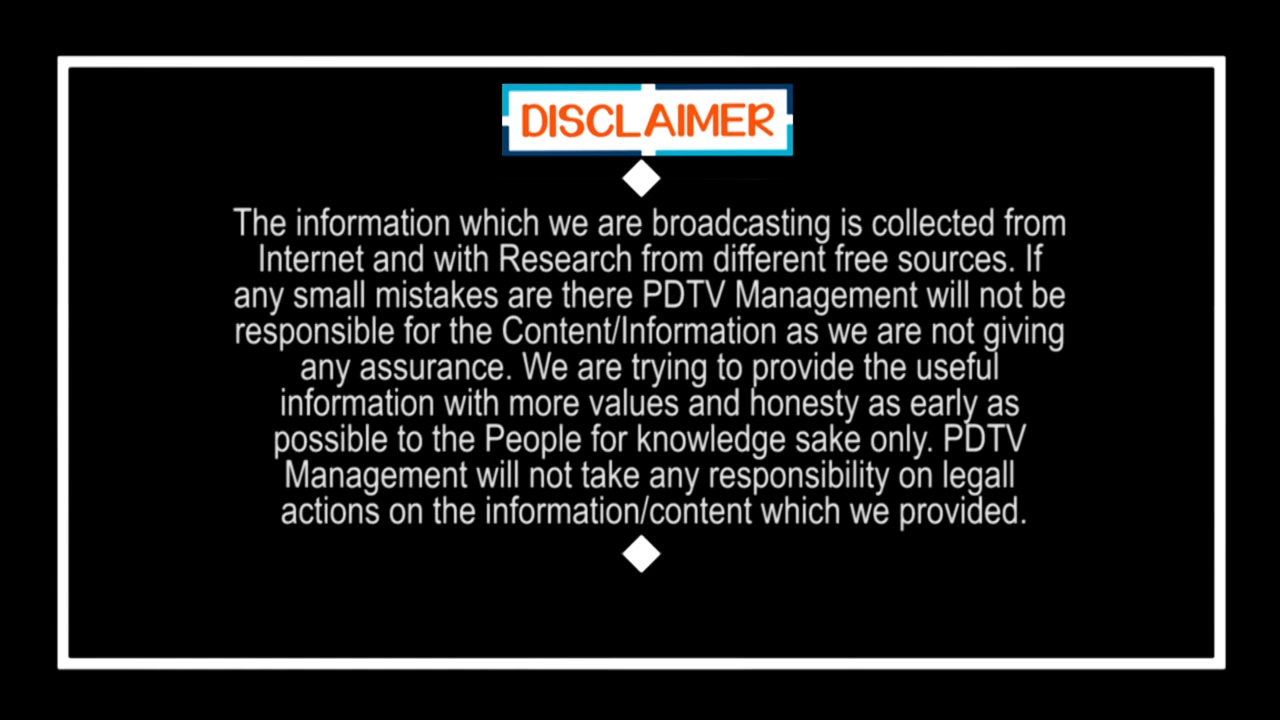 DISCLAIMER
The information which we are broadcasting is collected from
Internet and with Research from different free sources. If
any small mistakes are there PDTV Management will not be
responsible for the Content/Information as we are not giving
any assurance. We are trying to provide the useful
information with more values and honesty as early as
possible to the People for knowledge sake only. PDTV
Management will not take any responsibility on legall
actions on the information/content which we provided.